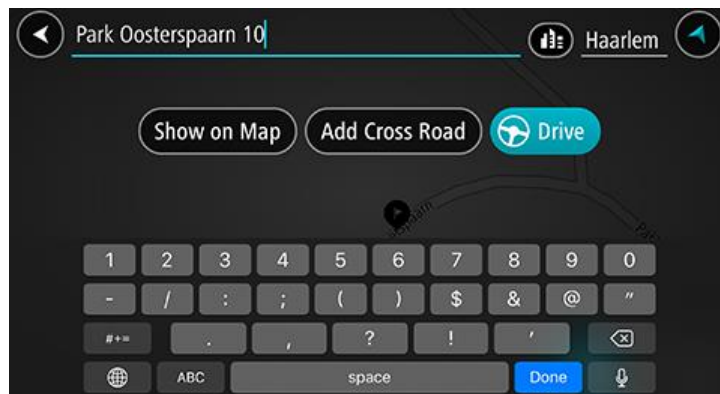 Park Oosterspaarn 10
Haarlem
Show on Map
Add Cross Road
Drive
1 2 3 4 5 6 7 8 9 0
- / : ; ( ) $ & @ "
#+= . , ? ! '
ABC space Done